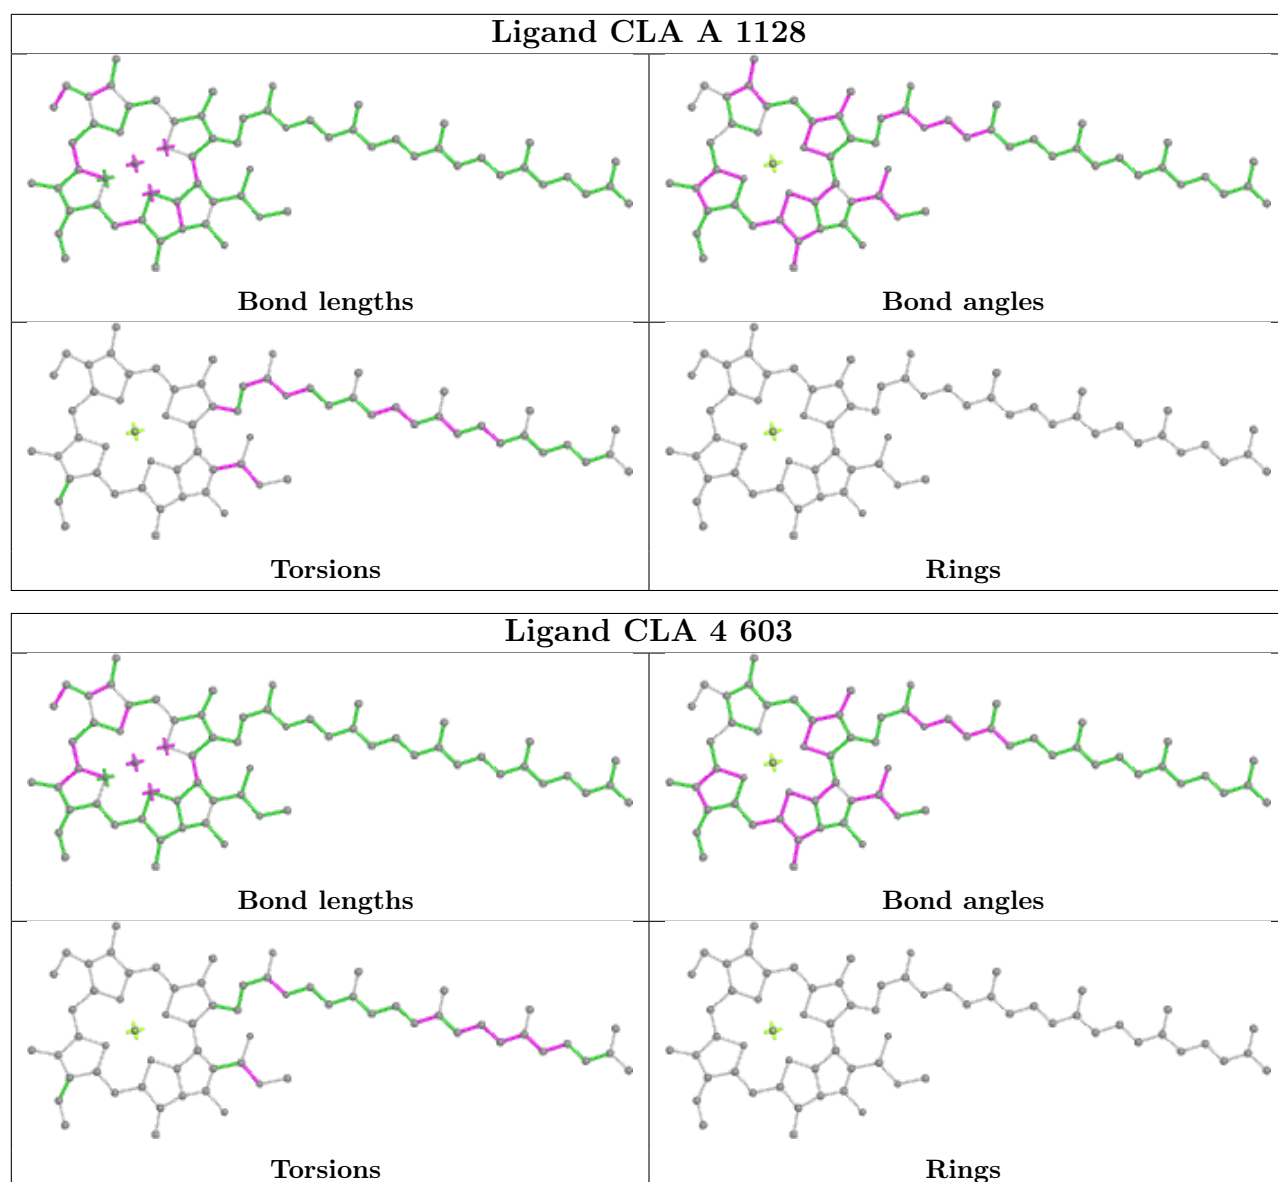 Ligand CLA A 1128
Bond lengths
Bond angles
Torsions
Rings
Ligand CLA 4 603
Bond lengths
Bond angles
Torsions
Rings